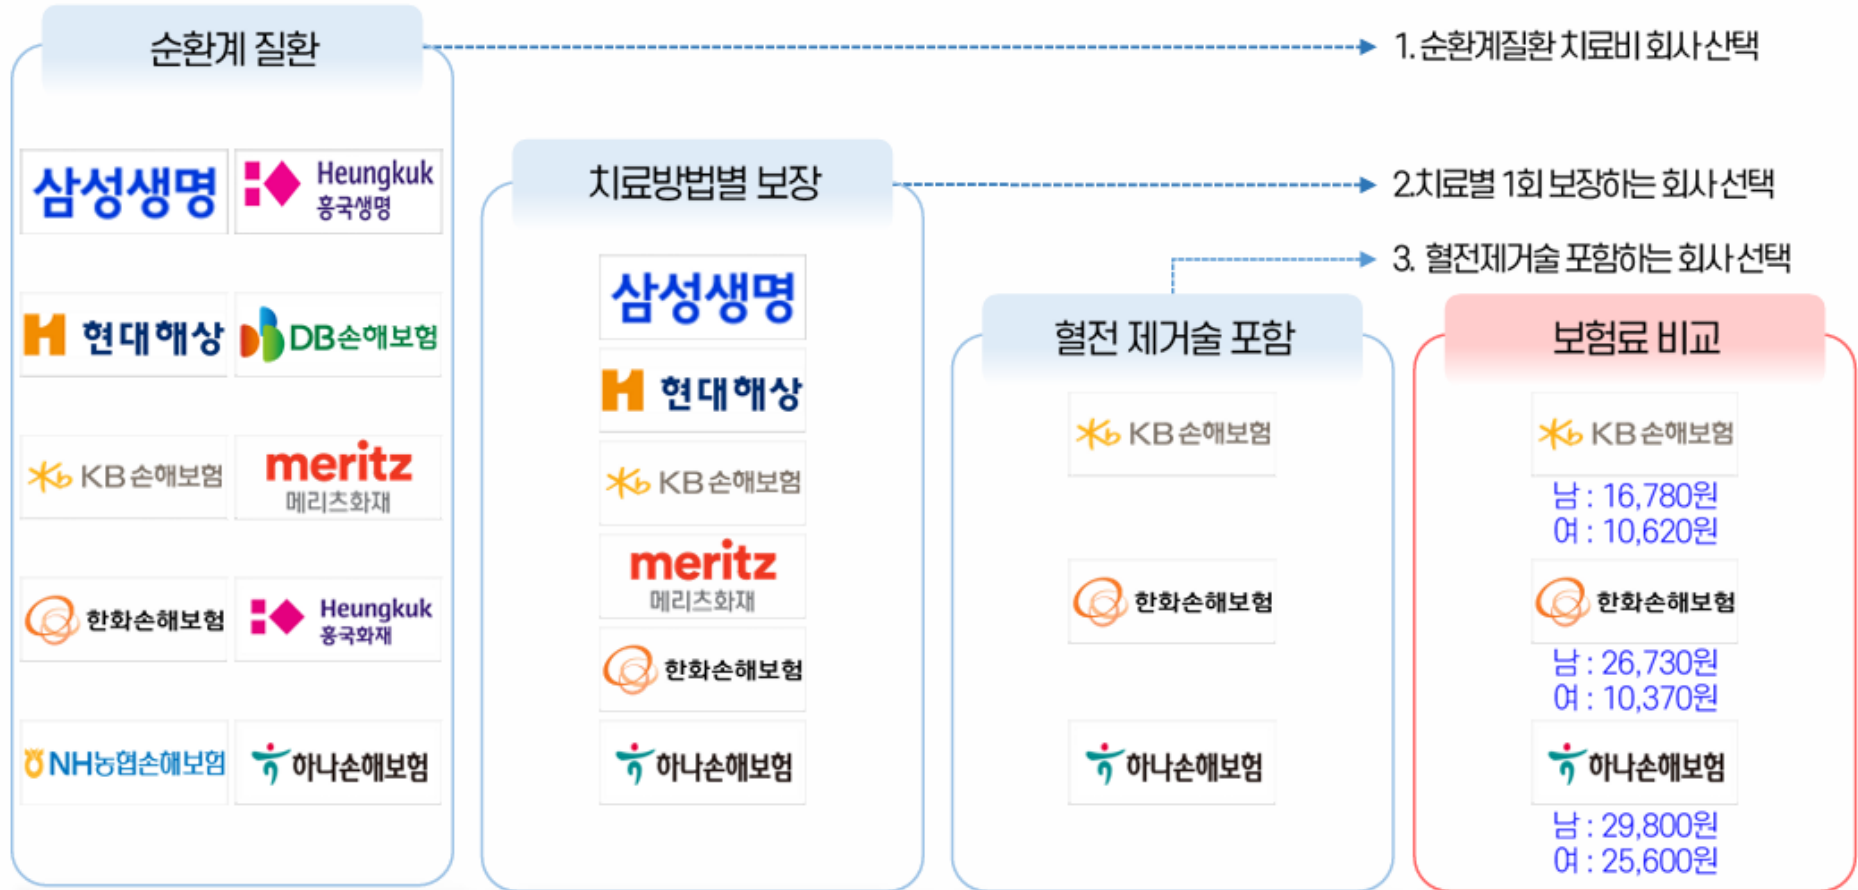 순환계 질환
1. 순환계질환 치료비 회사 산택
삼성생명
Heungkuk
흥국생명
현대해상
DB손해보험
KB손해보험
meritz
메리츠화재
한화손해보험
Heungkuk
흥국화재
NH농협손해보험
하나손해보험
치료방법별 보장
2.치료별 1회 보장하는 회사 선택
삼성생명
현대해상
KB손해보험
meritz
메리츠화재
한화손해보험
하나손해보험
3. 혈전제거술 포함하는 회사 선택
혈전 제거술 포함
KB손해보험
한화손해보험
하나손해보험
보험료 비교
KB손해보험
남 : 16,780원
여 : 10,620원
한화손해보험
남 : 26,730원
여 : 10,370원
하나손해보험
남 : 29,800원
여 : 25,600원